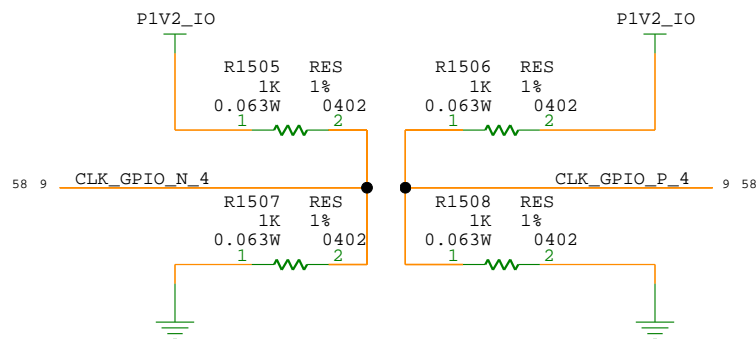 P1V2_IO P1V2_IO
R1505 RES R1506 RES
1K 1% 1K 1%
0.063W 0402 0.063W 0402
1 2 1 2
58 9 CLK_GPIO_N_4 CLK_GPIO_P_4 9 58
R1507 RES R1508 RES
1K 1% 1K 1%
0.063W 0402 0.063W 0402
1 2 1 2